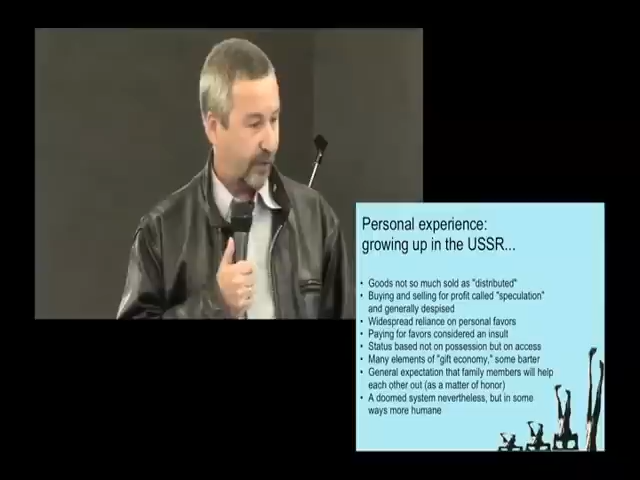 Personal experience:
growing up in the USSR...
• Goods not so much sold as "distributed"
• Buying and selling for profit called "speculation"
and generally despised
• Widespread reliance on personal favors
• Paying for favors considered an insult
• Status based not on possession but on access
• Many elements of "gift economy," some barter
• General expectation that family members will help
each other out (as a matter of honor)
• A doomed system nevertheless, but in some
ways more humane